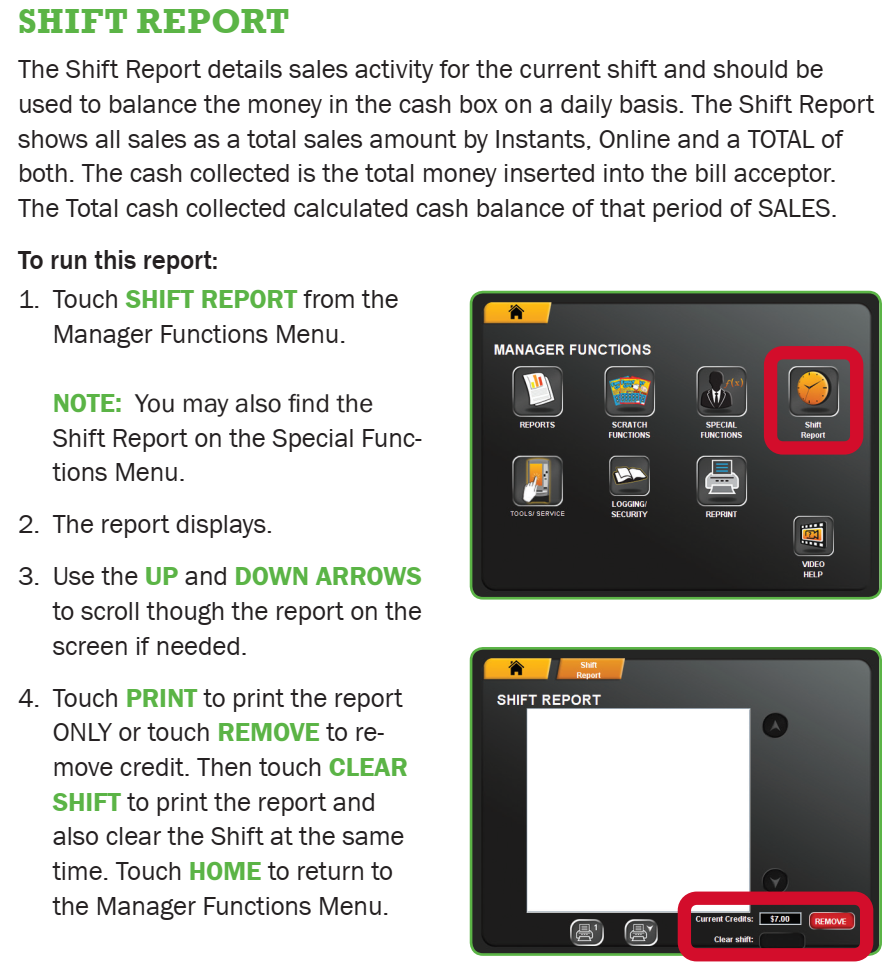 SHIFT REPORT
The Shift Report details sales activity for the current shift and should be
used to balance the money in the cash box on a daily basis. The Shift Report
shows all sales as a total sales amount by Instants, Online and a TOTAL of
both. The cash collected is the total money inserted into the bill acceptor.
The Total cash collected calculated cash balance of that period of SALES.
To run this report:
1. Touch SHIFT REPORT from the
Manager Functions Menu.
NOTE: You may also find the
Shift Report on the Special Func-
tions Menu.
2. The report displays.
3. Use the UP and DOWN ARROWS
to scroll though the report on the
screen if needed.
4. Touch PRINT to print the report
ONLY or touch REMOVE to re-
move credit. Then touch CLEAR
SHIFT to print the report and
also clear the Shift at the same
time. Touch HOME to return to
the Manager Functions Menu.
MANAGER FUNCTIONS
f(x)
REPORTS
SCRATCH
FUNCTIONS
SPECIAL
FUNCTIONS
Shift
Report
TOOLS/ SERVICE
LOGGING/
SECURITY
REPRINT
VIDEO
HELP
Shift
Report
SHIFT REPORT
1
Current Credits: $7.00 REMOVE
Clear shift: